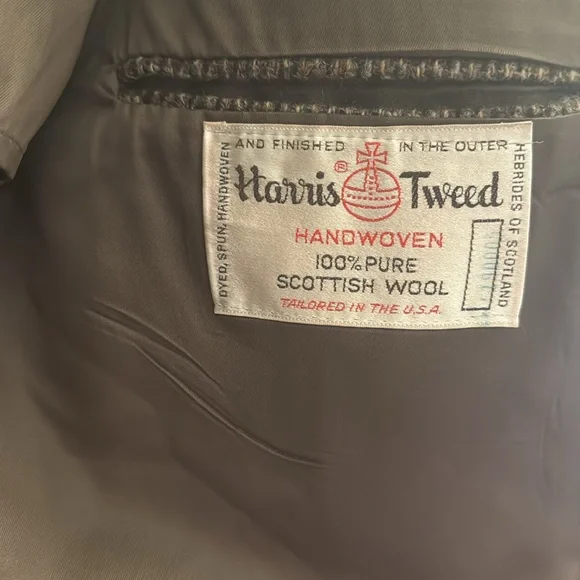 DYED, SPUN, HANDWOVEN
AND FINISHED IN THE OUTER
HEBRIDES OF SCOTLAND
Harris ® Tweed
HANDWOVEN
100% PURE
SCOTTISH WOOL
TAILORED IN THE U.S.A.